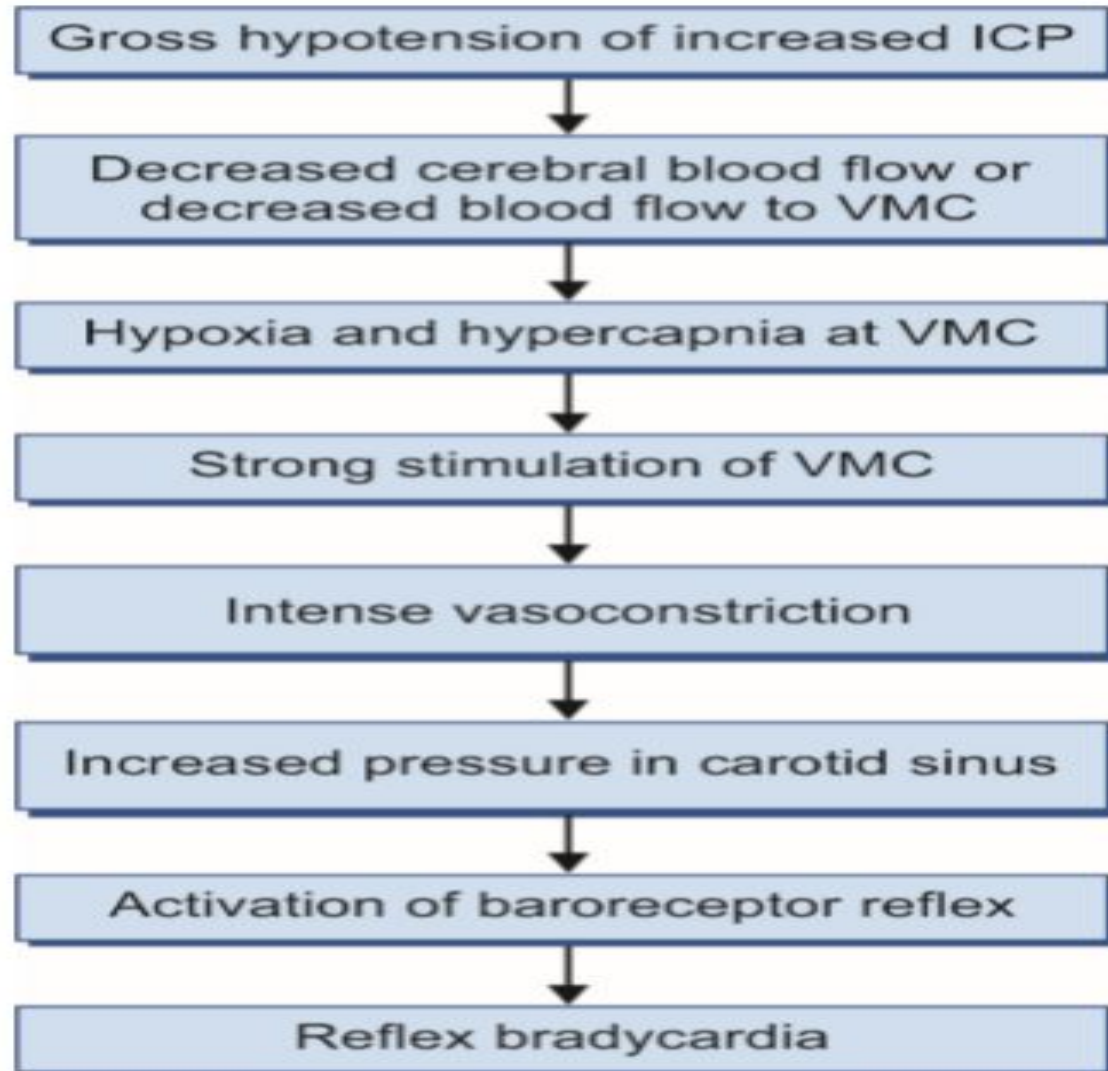 Gross hypotension of increased ICP
Decreased cerebral blood flow or
decreased blood flow to VMC
Hypoxia and hypercapnia at VMC
Strong stimulation of VMC
Intense vasoconstriction
Increased pressure in carotid sinus
Activation of baroreceptor reflex
Reflex bradycardia